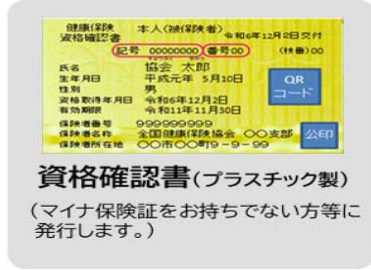 健康保険 本人(被保険者) 令和6年12月2日交付
資格確認書
記号 00000000 番号00 (枝番)00
氏名 協会 太郎
生年月日 平成元年 5月10日
性別 男
資格取得年月日 令和6年12月2日
有効期限 令和11年11月30日
QR
コード
保険者番号 999999999
保険者名称 全国健康保険協会 〇〇支部
保険者所在地 〇〇市〇〇町9-9-99
公印
資格確認書(プラスチック製)
(マイナ保険証をお持ちでない方等に
発行します。)